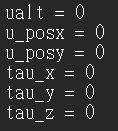 ualt = 0
u_posx = 0
u_posy = 0
tau_x = 0
tau_y = 0
tau_z = 0